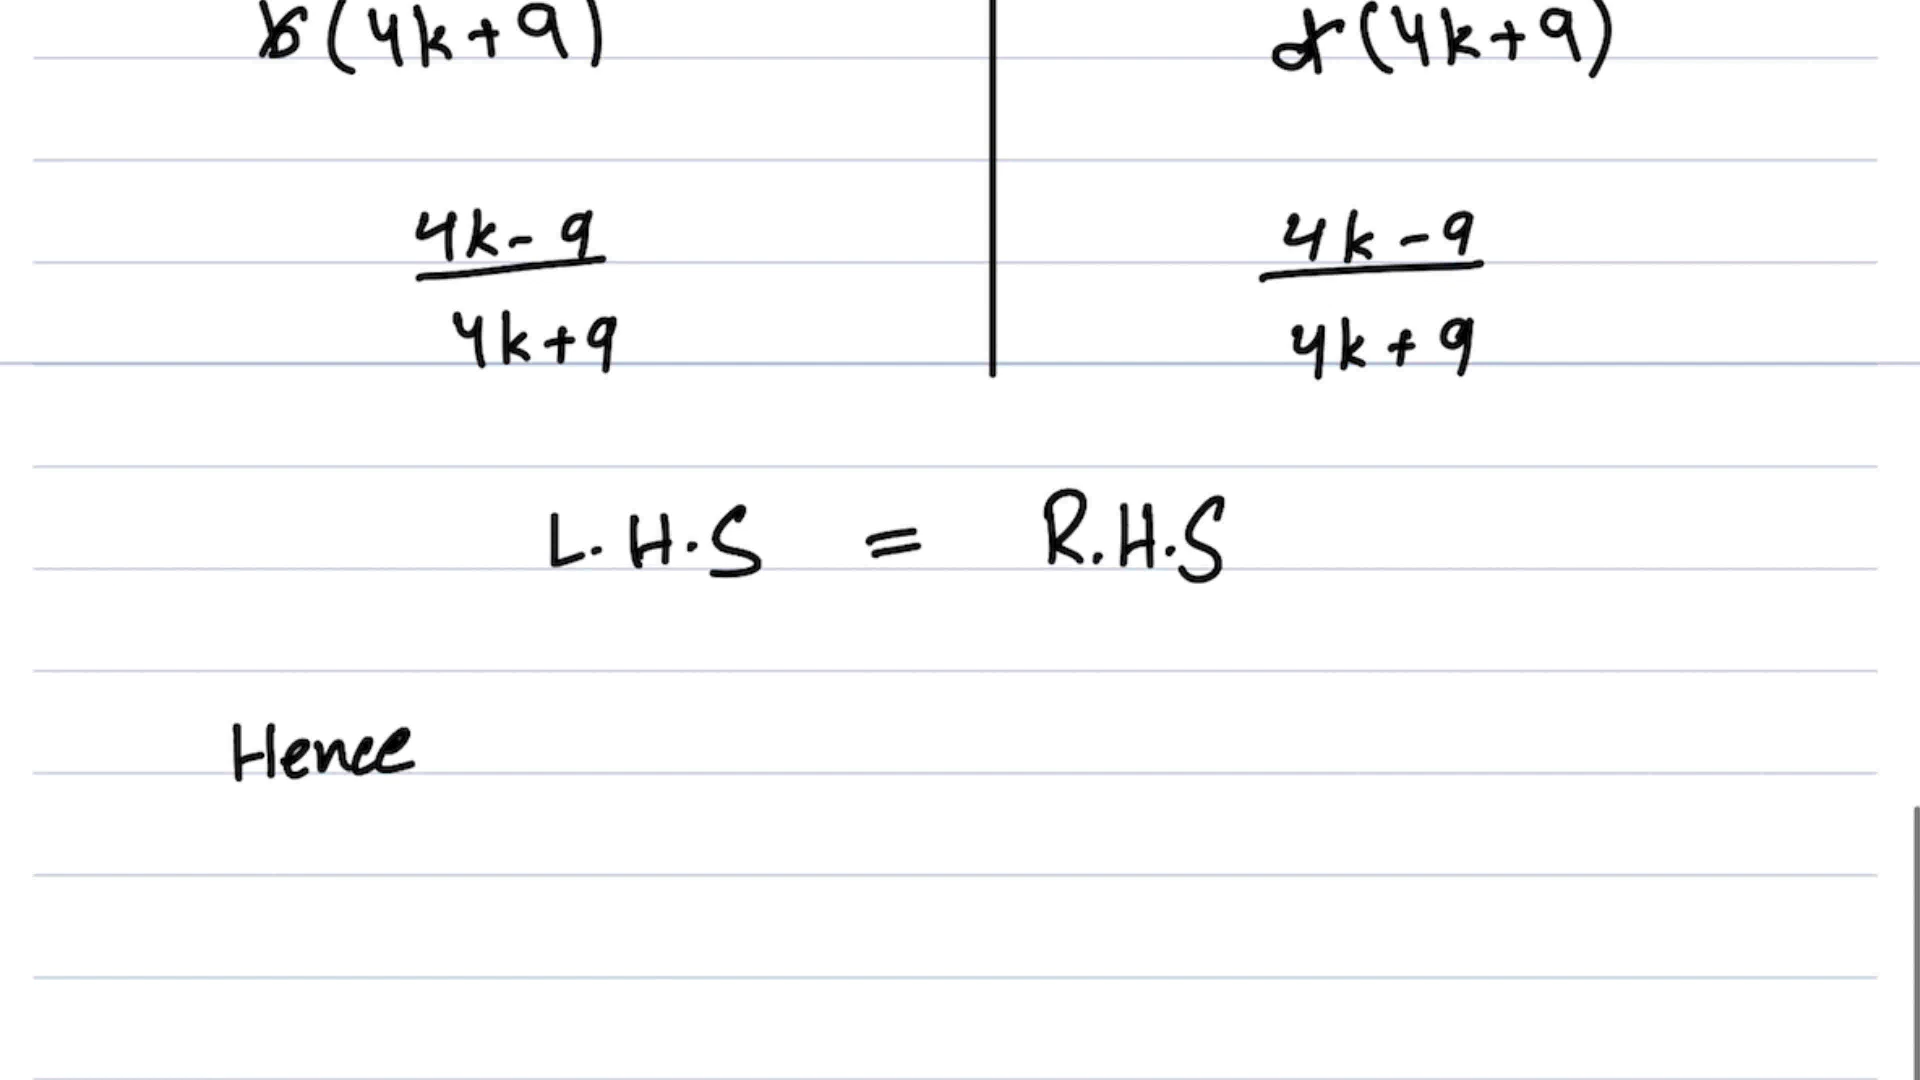 b(4k+9) d(4k+9)
4k-9 4k-9
4k+9 4k+9
L.H.S = R.H.S
Hence